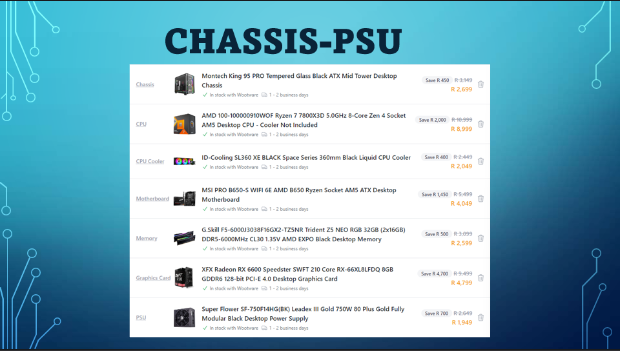 CHASSIS-PSU
Chassis
Montech King 95 PRO Tempered Glass Black ATX Mid Tower Desktop
Chassis
In stock with Wootware 1 - 2 business days
Save R 450 R 3,149
R 2,699
CPU
AMD 100-100000910WOF Ryzen 7 7800X3D 5.0GHz 8-Core Zen 4 Socket
AM5 Desktop CPU - Cooler Not Included
In stock with Wootware 1 - 2 business days
Save R 2,000 R 10,999
R 8,999
CPU Cooler
ID-Cooling SL360 XE BLACK Space Series 360mm Black Liquid CPU Cooler
In stock with Wootware 1 - 2 business days
Save R 400 R 2,449
R 2,049
Motherboard
MSI PRO B650-S WIFI 6E AMD B650 Ryzen Socket AM5 ATX Desktop
Motherboard
In stock with Wootware 1 - 2 business days
Save R 1,450 R 5,499
R 4,049
Memory
G.Skill F5-6000J3038F16GX2-TZ5NR Trident Z5 NEO RGB 32GB (2x16GB)
DDR5-6000MHz CL30 1.35V AMD EXPO Black Desktop Memory
In stock with Wootware 1 - 2 business days
Save R 500 R 3,099
R 2,599
Graphics Card
XFX Radeon RX 6600 Speedster SWFT 210 Core RX-66XL8LFDQ 8GB
GDDR6 128-bit PCI-E 4.0 Desktop Graphics Card
In stock with Wootware 1 - 2 business days
Save R 4,700 R 9,499
R 4,799
PSU
Super Flower SF-750F14HG(BK) Leadex III Gold 750W 80 Plus Gold Fully
Modular Black Desktop Power Supply
In stock with Wootware 1 - 2 business days
Save R 700 R 2,649
R 1,949